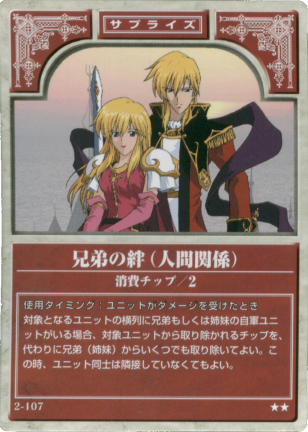 サプライズ
兄弟の絆（人間関係）
消費チップ／2
使用タイミング：ユニットがダメージを受けたとき
対象となるユニットの横列に兄弟もしくは姉妹の自軍ユニ
ットがいる場合、対象ユニットから取り除かれるチップを、
代わりに兄弟（姉妹）からいくつでも取り除いてよい。こ
の時、ユニット同士は隣接していなくてもよい。
2-107
★★